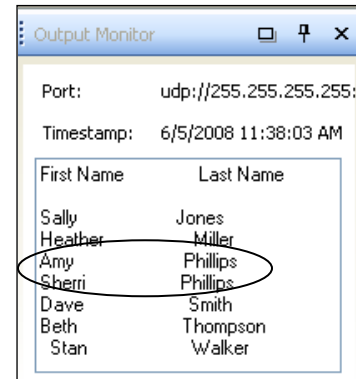 Output Monitor
Port: udp://255.255.255.255:
Timestamp: 6/5/2008 11:38:03 AM
First Name Last Name
Sally Jones
Heather Miller
Amy Phillips
Sherri Phillips
Dave Smith
Beth Thompson
Stan Walker